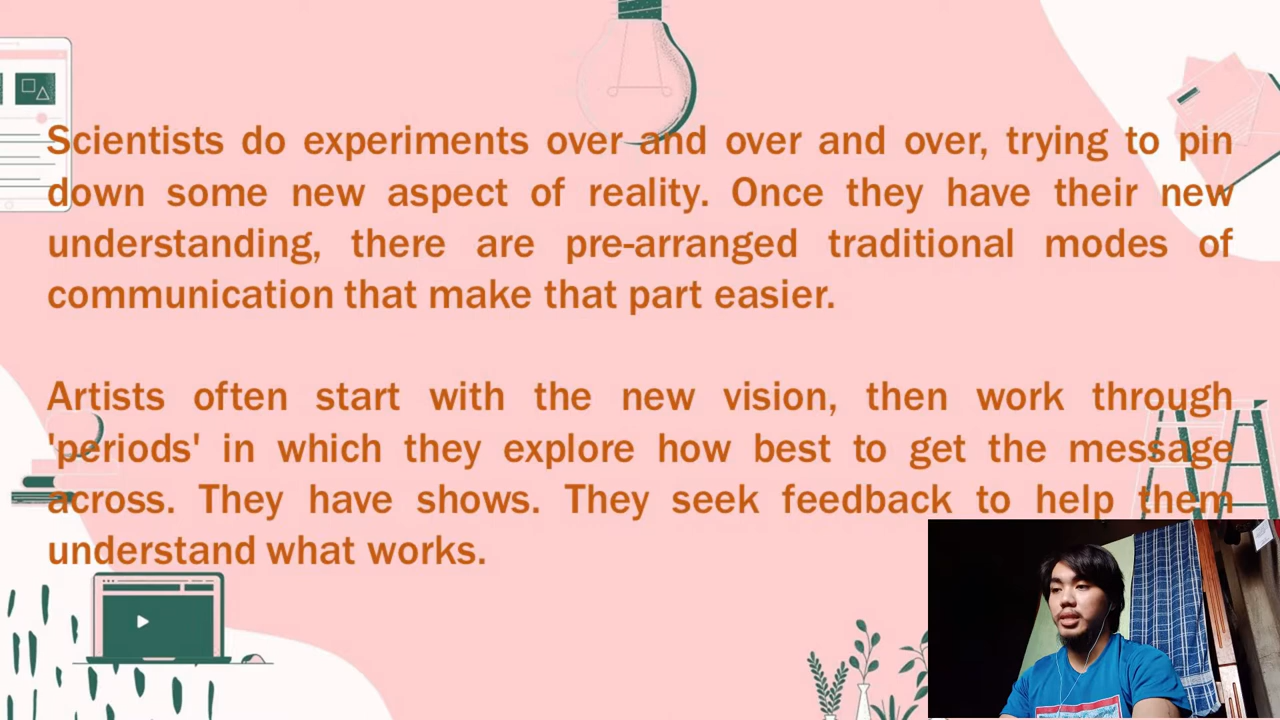 Scientists do experiments over and over and over, trying to pin
down some new aspect of reality. Once they have their new
understanding, there are pre-arranged traditional modes of
communication that make that part easier.
Artists often start with the new vision, then work through
'periods' in which they explore how best to get the message
across. They have shows. They seek feedback to help them
understand what works.